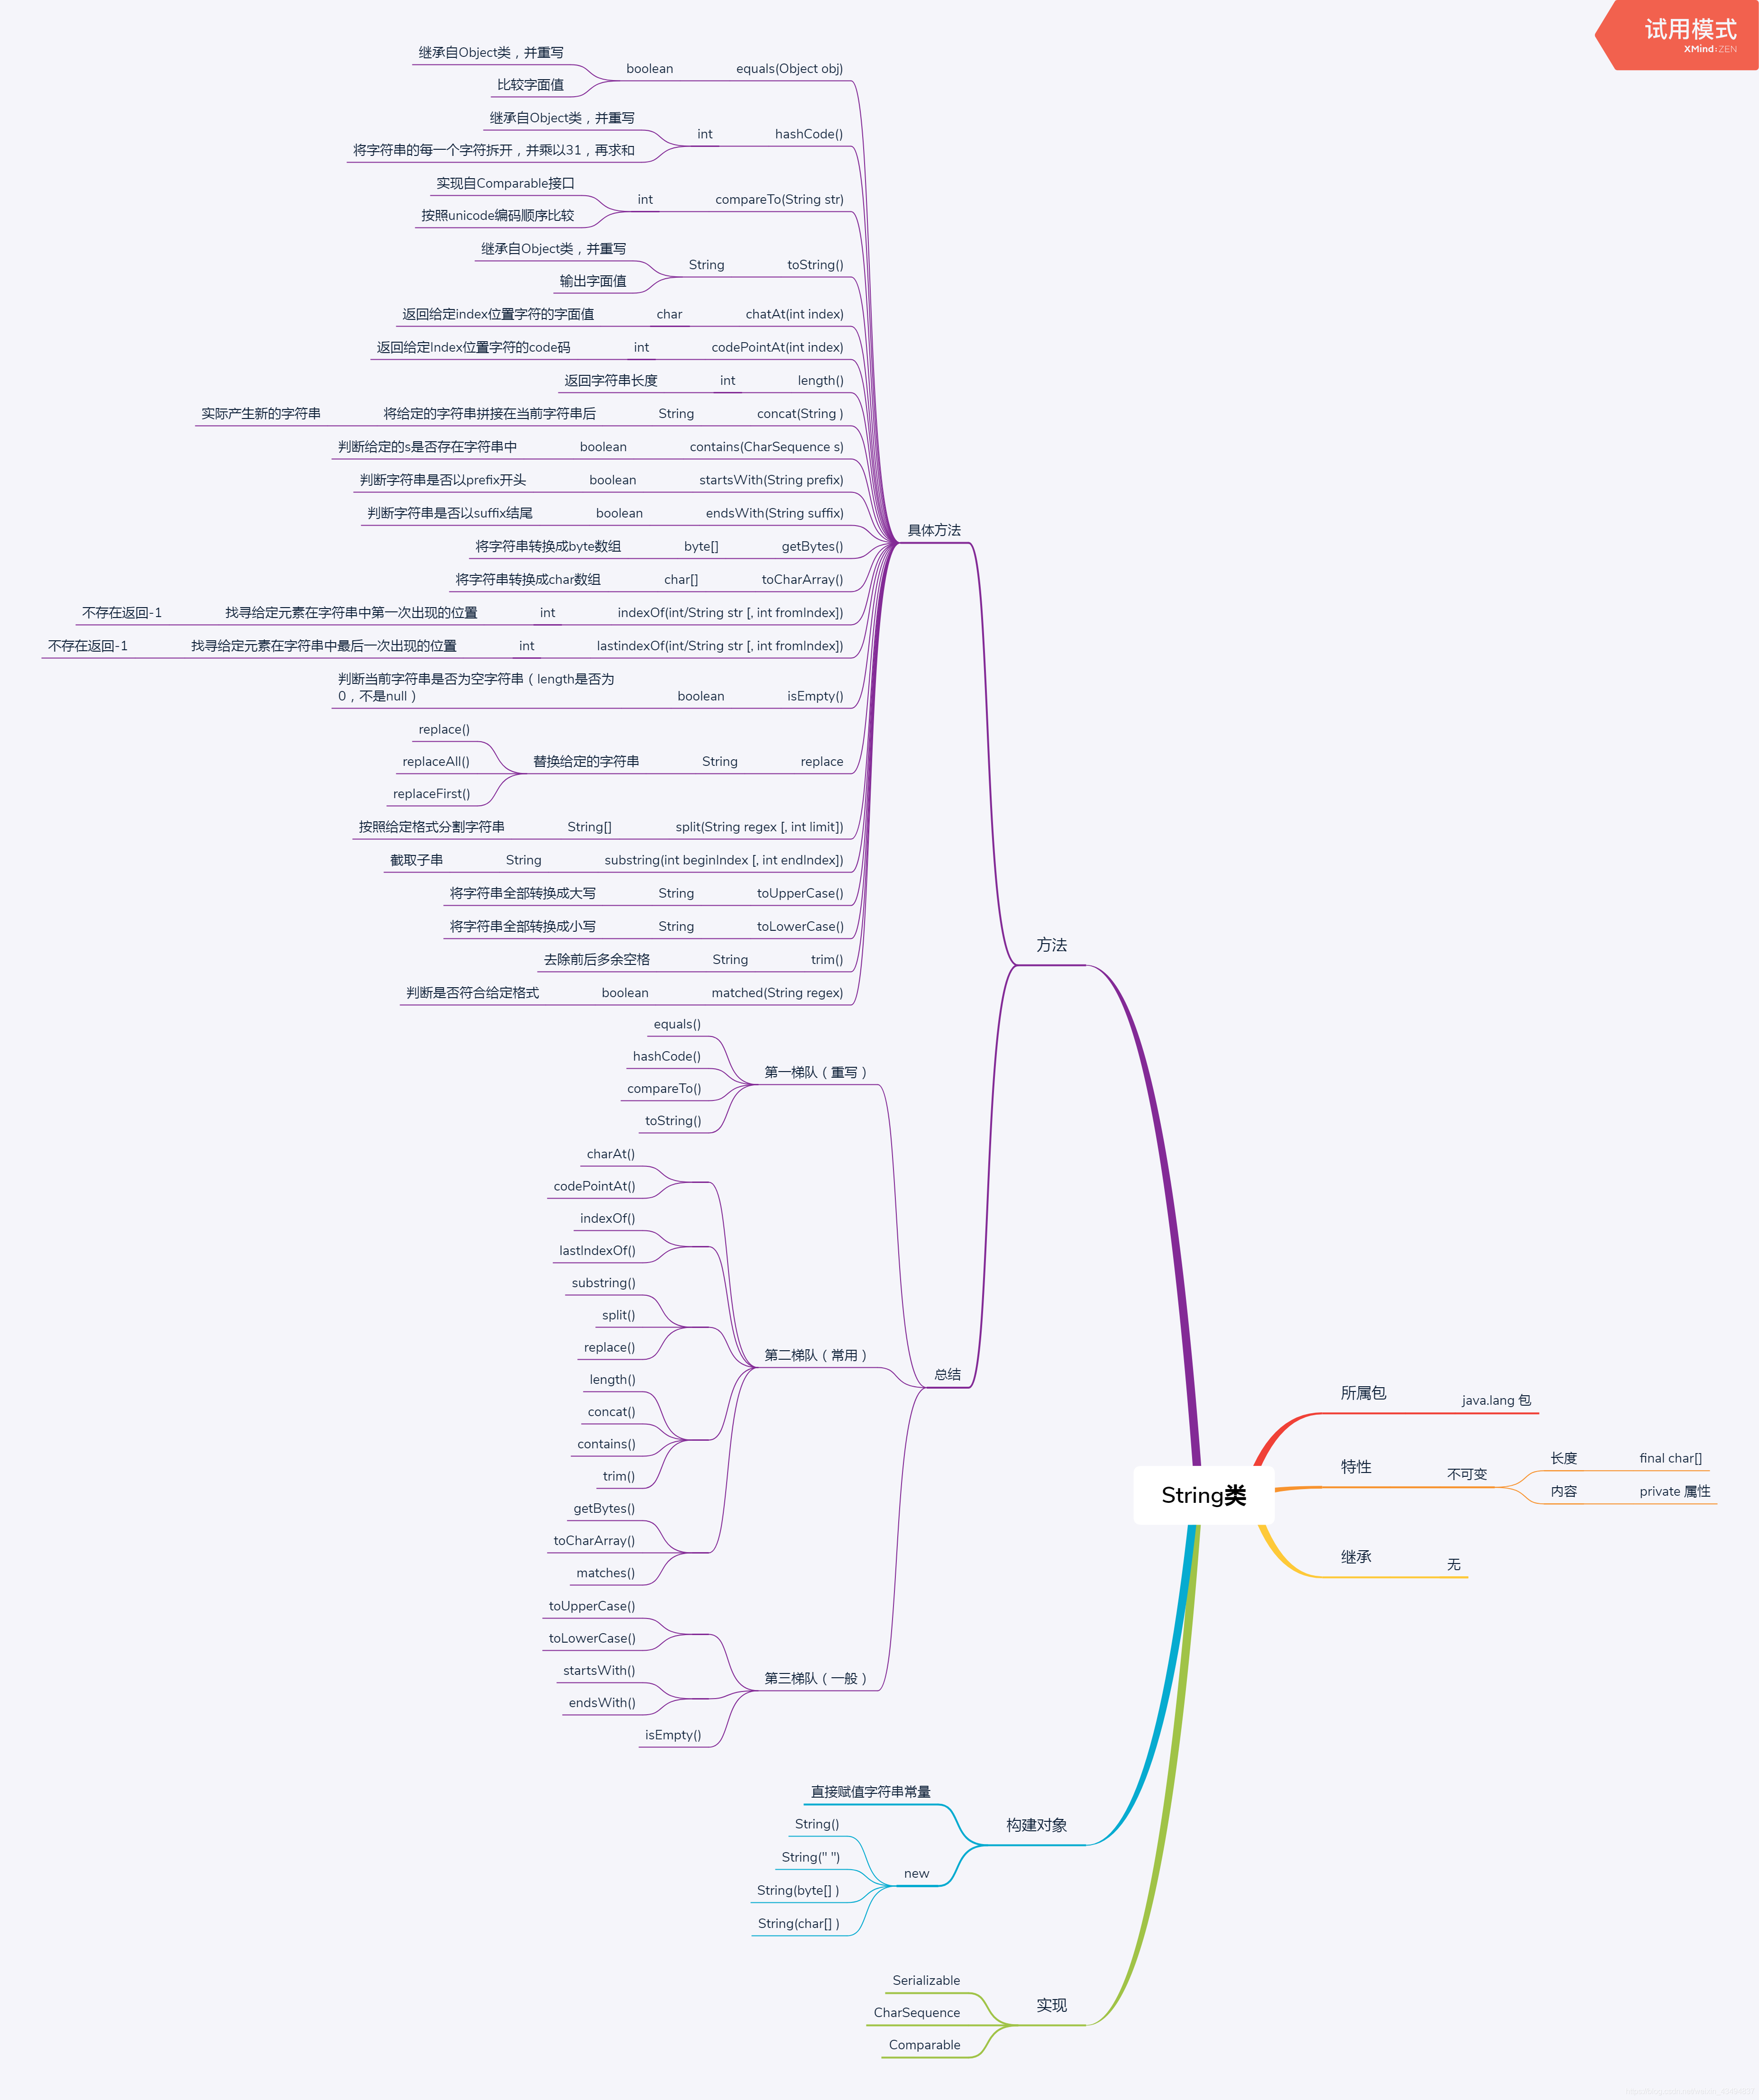 试用模式
XMind:ZEN
继承自Object类，并重写
比较字面值
boolean
equals(Object obj)
继承自Object类，并重写
将字符串的每一个字符拆开，并乘以31，再求和
int
hashCode()
实现自Comparable接口
按照unicode编码顺序比较
int
compareTo(String str)
继承自Object类，并重写
输出字面值
String
toString()
返回给定index位置字符的字面值
char
chatAt(int index)
返回给定Index位置字符的code码
int
codePointAt(int index)
返回字符串长度
int
length()
实际产生新的字符串
将给定的字符串拼接在当前字符串后
String
concat(String )
判断给定的s是否存在字符串中
boolean
contains(CharSequence s)
判断字符串是否以prefix开头
boolean
startsWith(String prefix)
判断字符串是否以suffix结尾
boolean
endsWith(String suffix)
将字符串转换成byte数组
byte[]
getBytes()
将字符串转换成char数组
char[]
toCharArray()
不存在返回-1
找寻给定元素在字符串中第一次出现的位置
int
indexOf(int/String str [, int fromIndex])
不存在返回-1
找寻给定元素在字符串中最后一次出现的位置
int
lastindexOf(int/String str [, int fromIndex])
判断当前字符串是否为空字符串（length是否为
0，不是null）
boolean
isEmpty()
replace()
replaceAll()
replaceFirst()
替换给定的字符串
String
replace
按照给定格式分割字符串
String[]
split(String regex [, int limit])
截取子串
String
substring(int beginIndex [, int endIndex])
将字符串全部转换成大写
String
toUpperCase()
将字符串全部转换成小写
String
toLowerCase()
去除前后多余空格
String
trim()
判断是否符合给定格式
boolean
matched(String regex)
具体方法
方法
equals()
hashCode()
compareTo()
toString()
第一梯队（重写）
charAt()
codePointAt()
indexOf()
lastIndexOf()
substring()
split()
replace()
length()
concat()
contains()
trim()
getBytes()
toCharArray()
matches()
第二梯队（常用）
toUpperCase()
toLowerCase()
startsWith()
endsWith()
isEmpty()
第三梯队（一般）
总结
String类
所属包
java.lang 包
特性
不可变
长度
final char[]
内容
private 属性
继承
无
直接赋值字符串常量
String()
String(" ")
String(byte[] )
String(char[] )
new
构建对象
Serializable
CharSequence
Comparable
实现